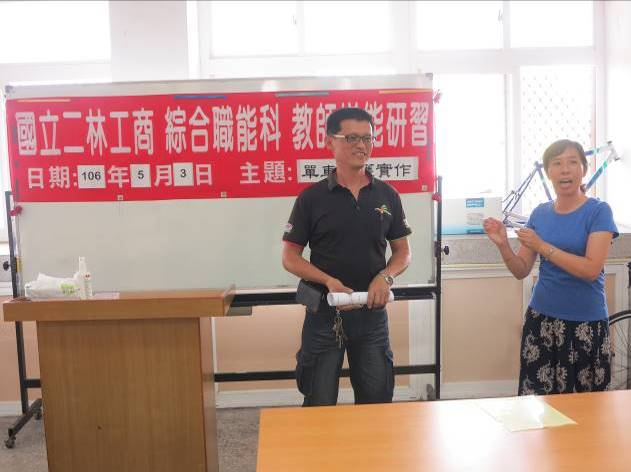 國立二林工商 綜合職能科 教師 能研習
日期:106年5月3日 主題: 單車 實作